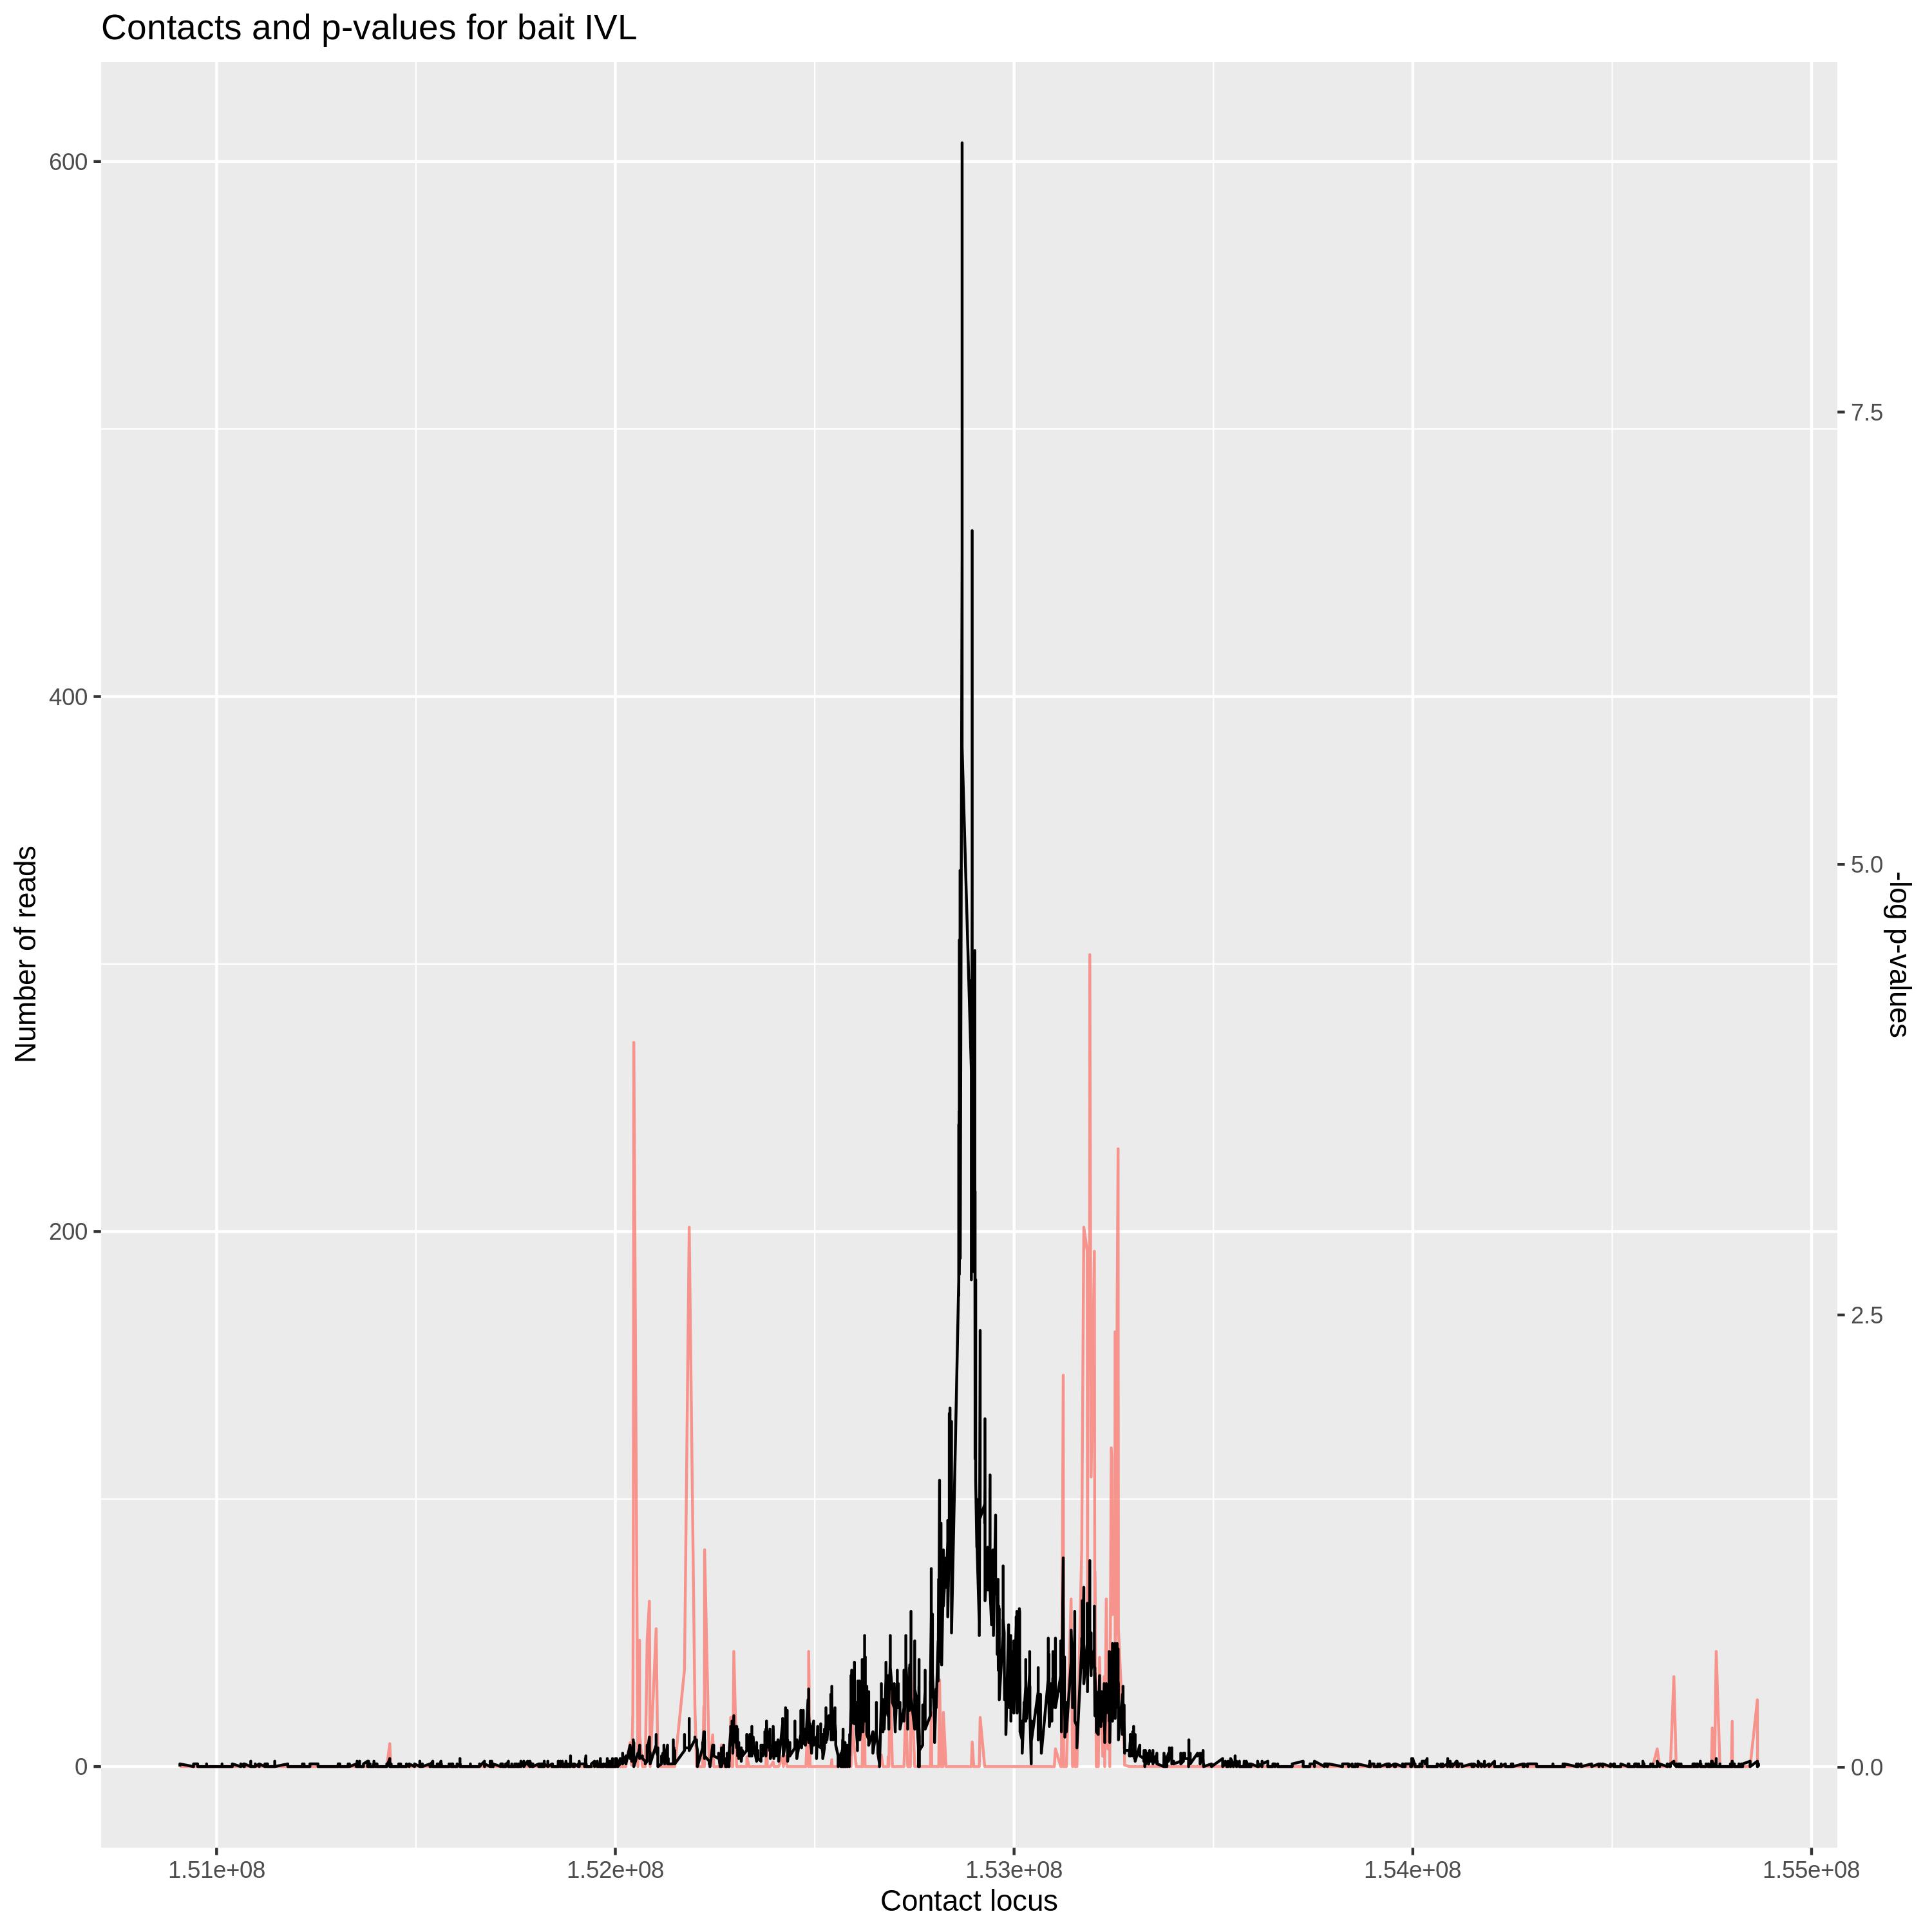 Contacts and p-values for bait IVL
600
400
200
0
Number of reads
7.5
5.0
2.5
0.0
-log p-values
1.51e+08 1.52e+08 1.53e+08 1.54e+08 1.55e+08
Contact locus